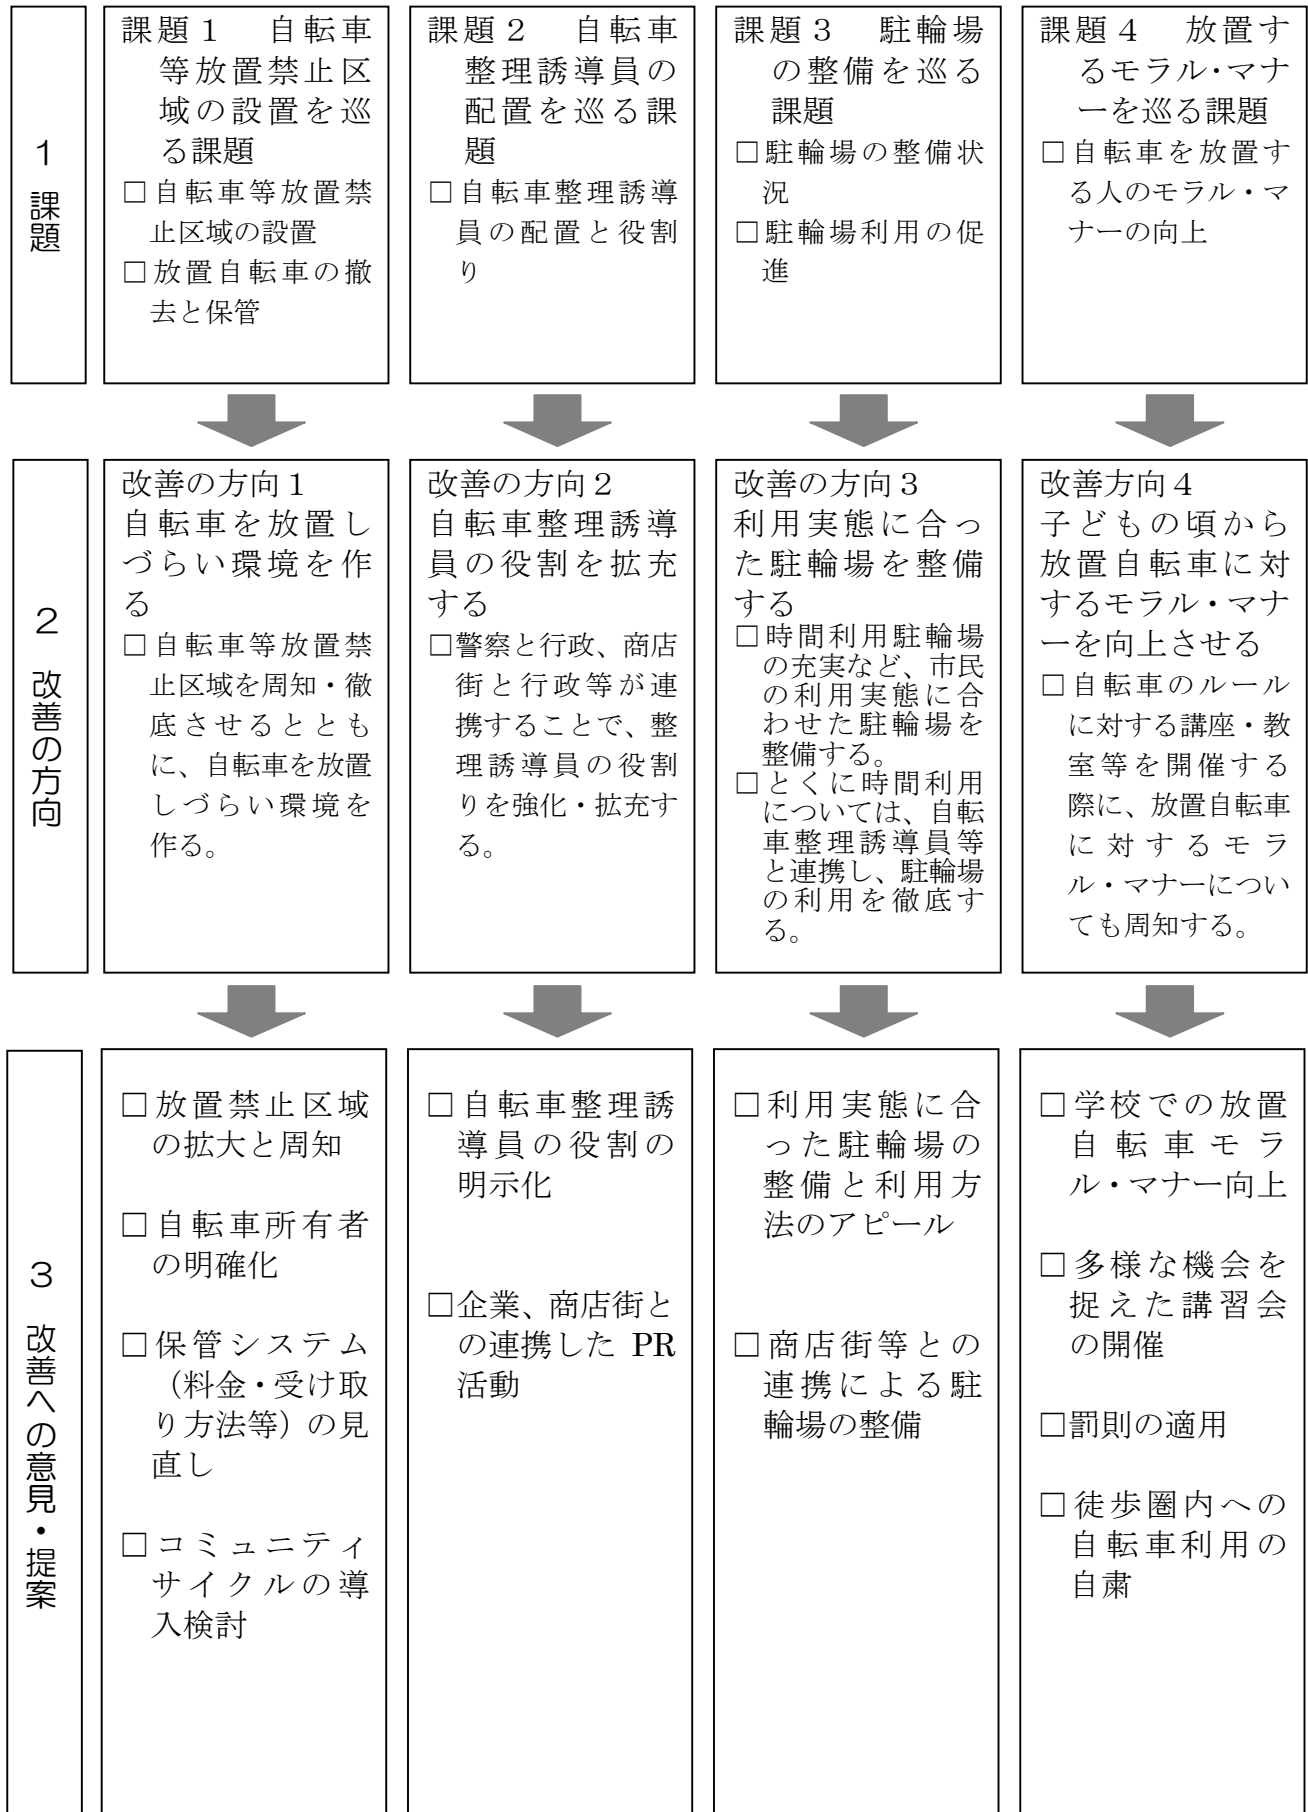 1 課題
課題１　自転車
等放置禁止区
域の設置を巡
る課題
□自転車等放置禁
止区域の設置
□放置自転車の撤
去と保管
課題２　自転車
整理誘導員の
配置を巡る課
題
□自転車整理誘導
員の配置と役割
り
課題３　駐輪場
の整備を巡る
課題
□駐輪場の整備状
況
□駐輪場利用の促
進
課題４　放置す
るモラル・マナ
ーを巡る課題
□自転車を放置す
る人のモラル・マ
ナーの向上
2 改善の方向
改善の方向１
自転車を放置し
づらい環境を作
る
□自転車等放置禁
止区域を周知・徹
底させるととも
に、自転車を放置
しづらい環境を
作る。
改善の方向２
自転車整理誘導
員の役割を拡充
する
□警察と行政、商店
街と行政等が連
携することで、整
理誘導員の役割
りを強化・拡充す
る。
改善の方向３
利用実態に合っ
た駐輪場を整備
する
□時間利用駐輪場
の充実など、市民
の利用実態に合
わせた駐輪場を
整備する。
□とくに時間利用
については、自転
車整理誘導員等
と連携し、駐輪場
の利用を徹底す
る。
改善方向４
子どもの頃から
放置自転車に対
するモラル・マナ
ーを向上させる
□自転車のルール
に対する講座・教
室等を開催する
際に、放置自転車
に対するモラ
ル・マナーについ
ても周知する。
3 改善への意見・提案
□放置禁止区域
の拡大と周知
□自転車所有者
の明確化
□保管システム
（料金・受け取
り方法等）の見
直し
□コミュニティ
サイクルの導
入検討
□自転車整理誘
導員の役割の
明示化
□企業、商店街と
の連携した PR
活動
□利用実態に合
った駐輪場の
整備と利用方
法のアピール
□商店街等との
連携による駐
輪場の整備
□学校での放置
自転車モラ
ル・マナー向上
□多様な機会を
捉えた講習会
の開催
□罰則の適用
□徒歩圏内への
自転車利用の
自粛